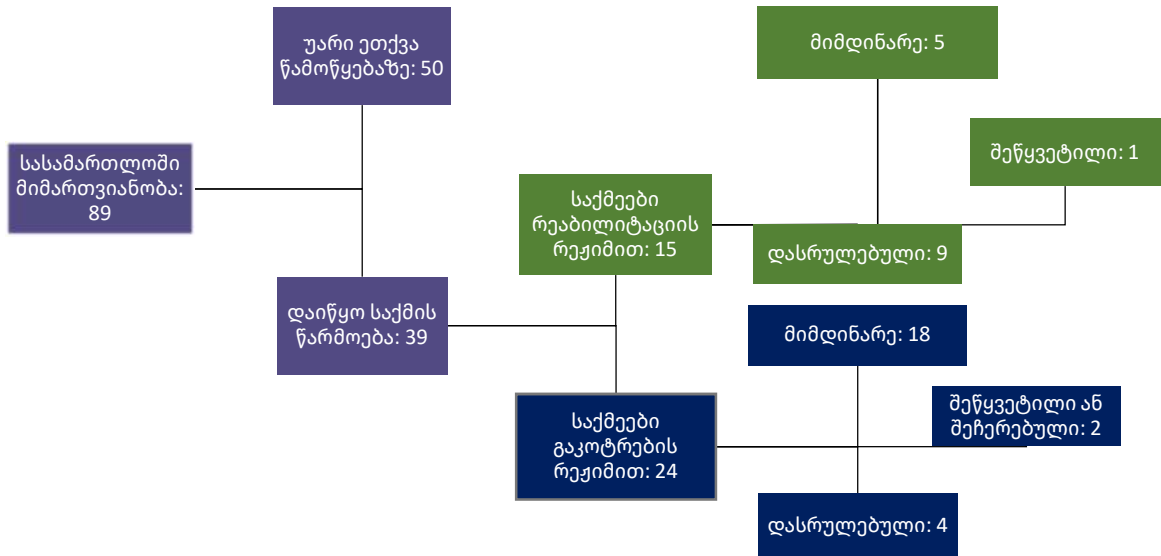 სასამართლოში
მიმართვიანობა:
89
უარი ეთქვა
წამოწყებაზე: 50
დაიწყო საქმის
წარმოება: 39
საქმეები
რეაბილიტაციის
რეჟიმით: 15
მიმდინარე: 5
შეწყვეტილი: 1
დასრულებული: 9
საქმეები
გაკოტრების
რეჟიმით: 24
მიმდინარე: 18
შეწყვეტილი ან
შეჩერებული: 2
დასრულებული: 4